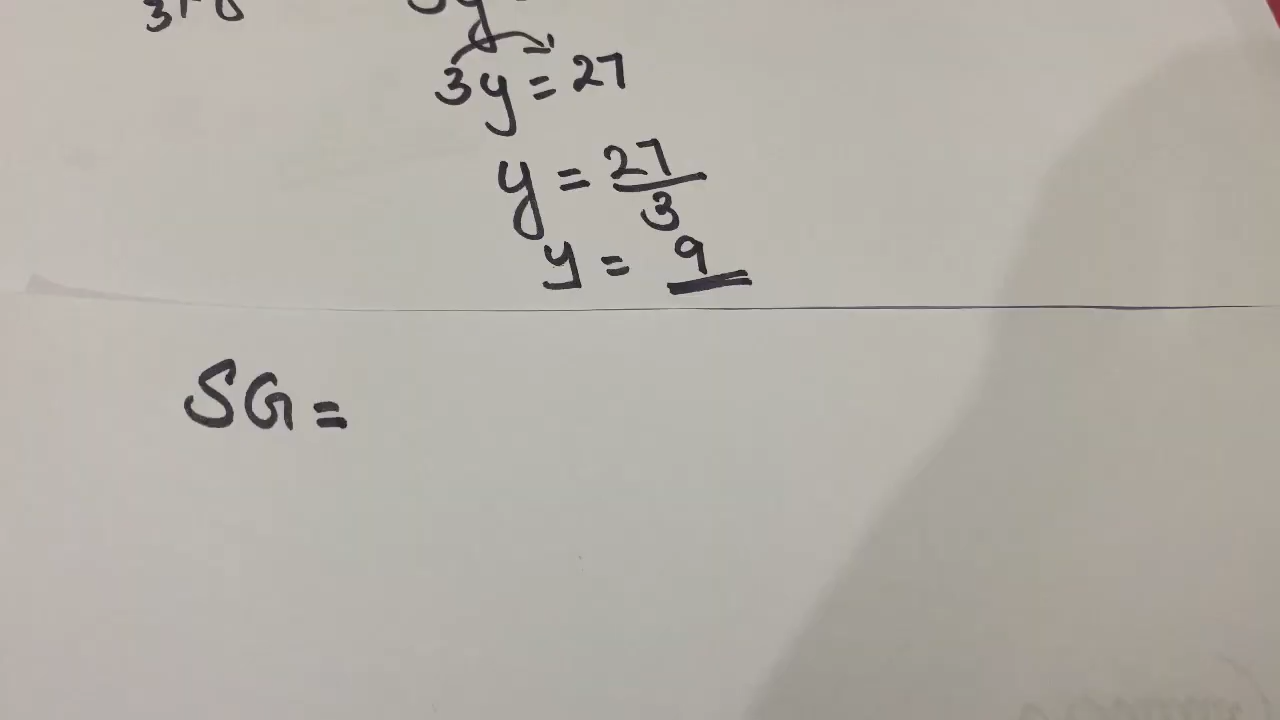 3y = 27
y = 27/3
y = 9
SG =